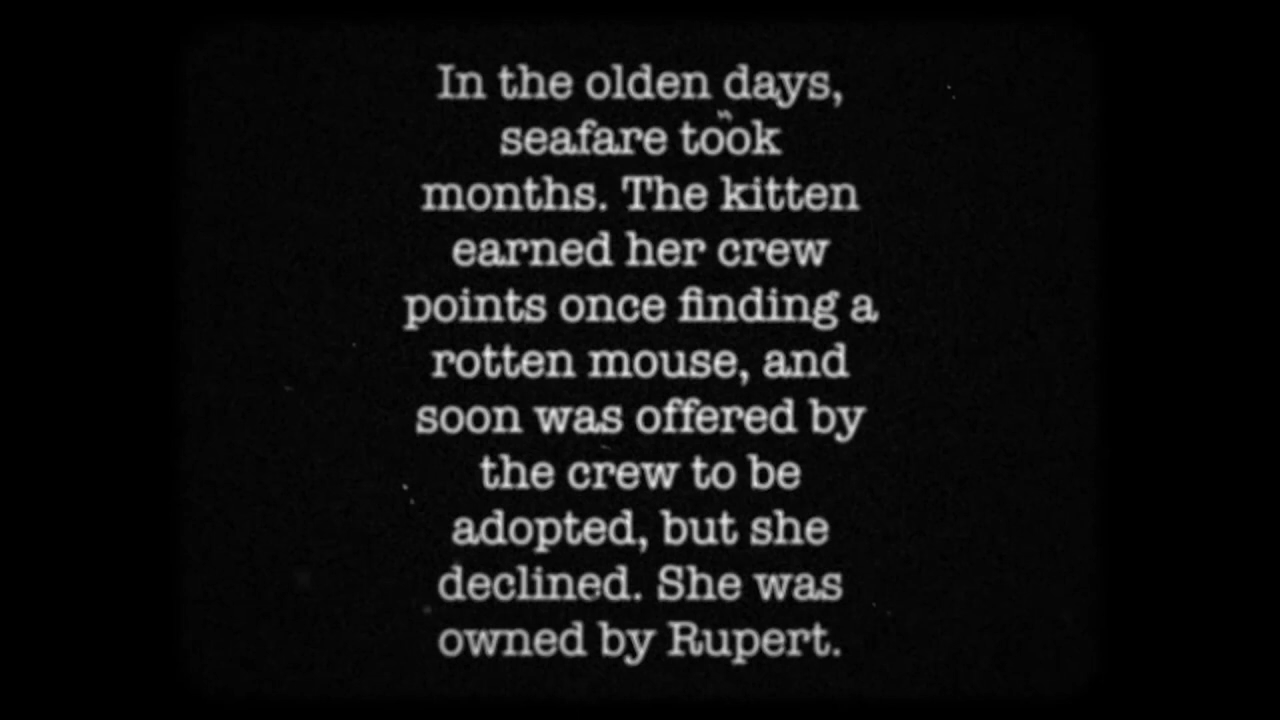 In the olden days,
seafare took
months. The kitten
earned her crew
points once finding a
rotten mouse, and
soon was offered by
the crew to be
adopted, but she
declined. She was
owned by Rupert.